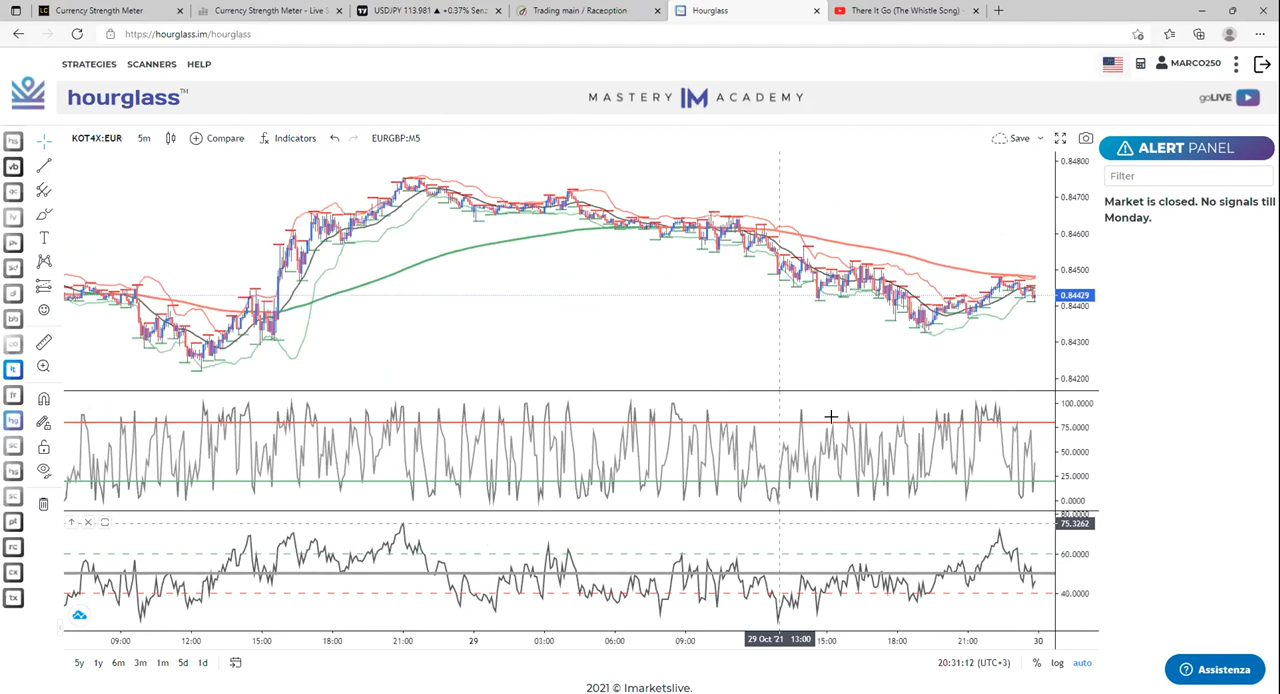 Currency Strength Meter
Currency Strength Meter - Live S
USDJPY 113.981 ▲ +0.37% Senz
Trading main / Raceoption
Hourglass
There It Go (The Whistle Song) -
https://hourglass.im/hourglass
STRATEGIES SCANNERS HELP
MARCO250
hourglass™
MASTERY IM ACADEMY
goLIVE
KOT4X:EUR 5m Compare Indicators EURGBP:M5 Save
ALERT PANEL
Filter
Market is closed. No signals till
Monday.
0.84800
0.84700
0.84600
0.84500
0.84429
0.84400
0.84300
0.84200
100.0000
75.0000
50.0000
25.0000
0.0000
80.0000
75.3262
60.0000
40.0000
09:00 12:00 15:00 18:00 21:00 29 03:00 06:00 09:00 29 Oct '21 13:00 15:00 18:00 21:00 30
5y 1y 6m 3m 1m 5d 1d 20:31:12 (UTC+3) % log auto
Assistenza
2021 © Imarketslive.